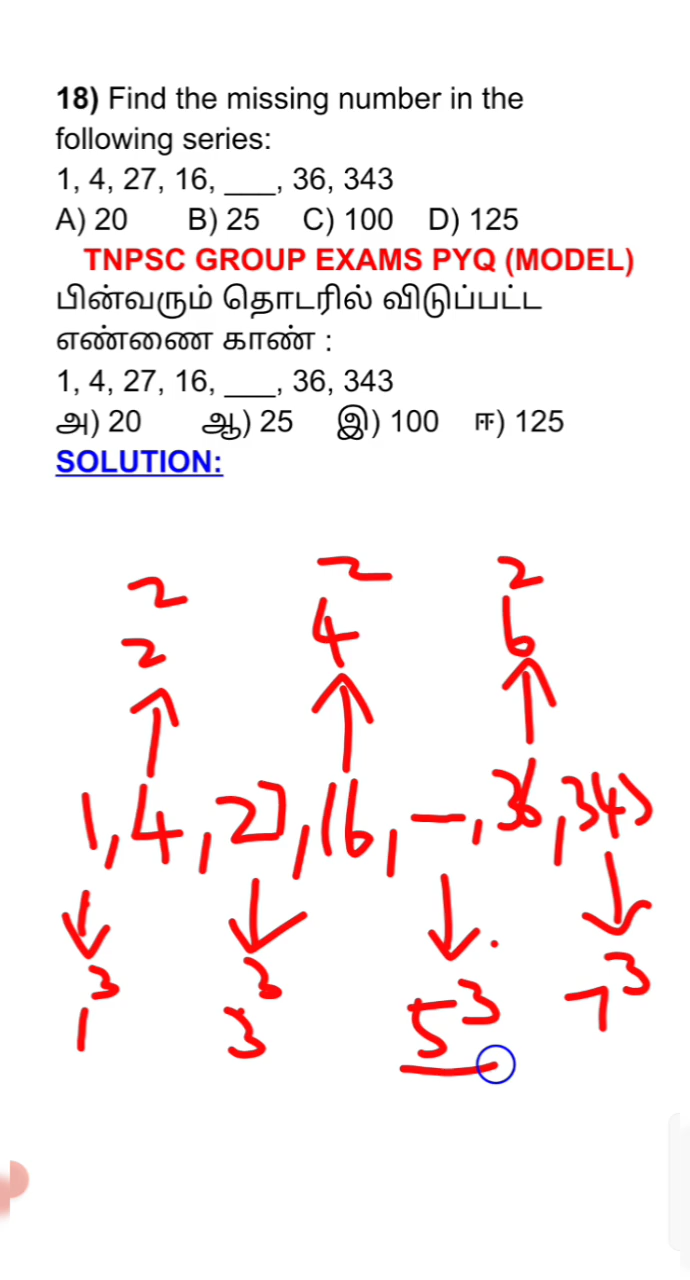 18) Find the missing number in the
following series:
1, 4, 27, 16, ___, 36, 343
A) 20 B) 25 C) 100 D) 125
TNPSC GROUP EXAMS PYQ (MODEL)
பின்வரும் தொடரில் விடுப்பட்ட
எண்ணை காண் :
1, 4, 27, 16, ___, 36, 343
அ) 20 ஆ) 25 இ) 100 ஈ) 125
SOLUTION:
2² 4² 6²
1, 4, 27, 16, –, 36, 343
1³ 3³ 5³ 7³